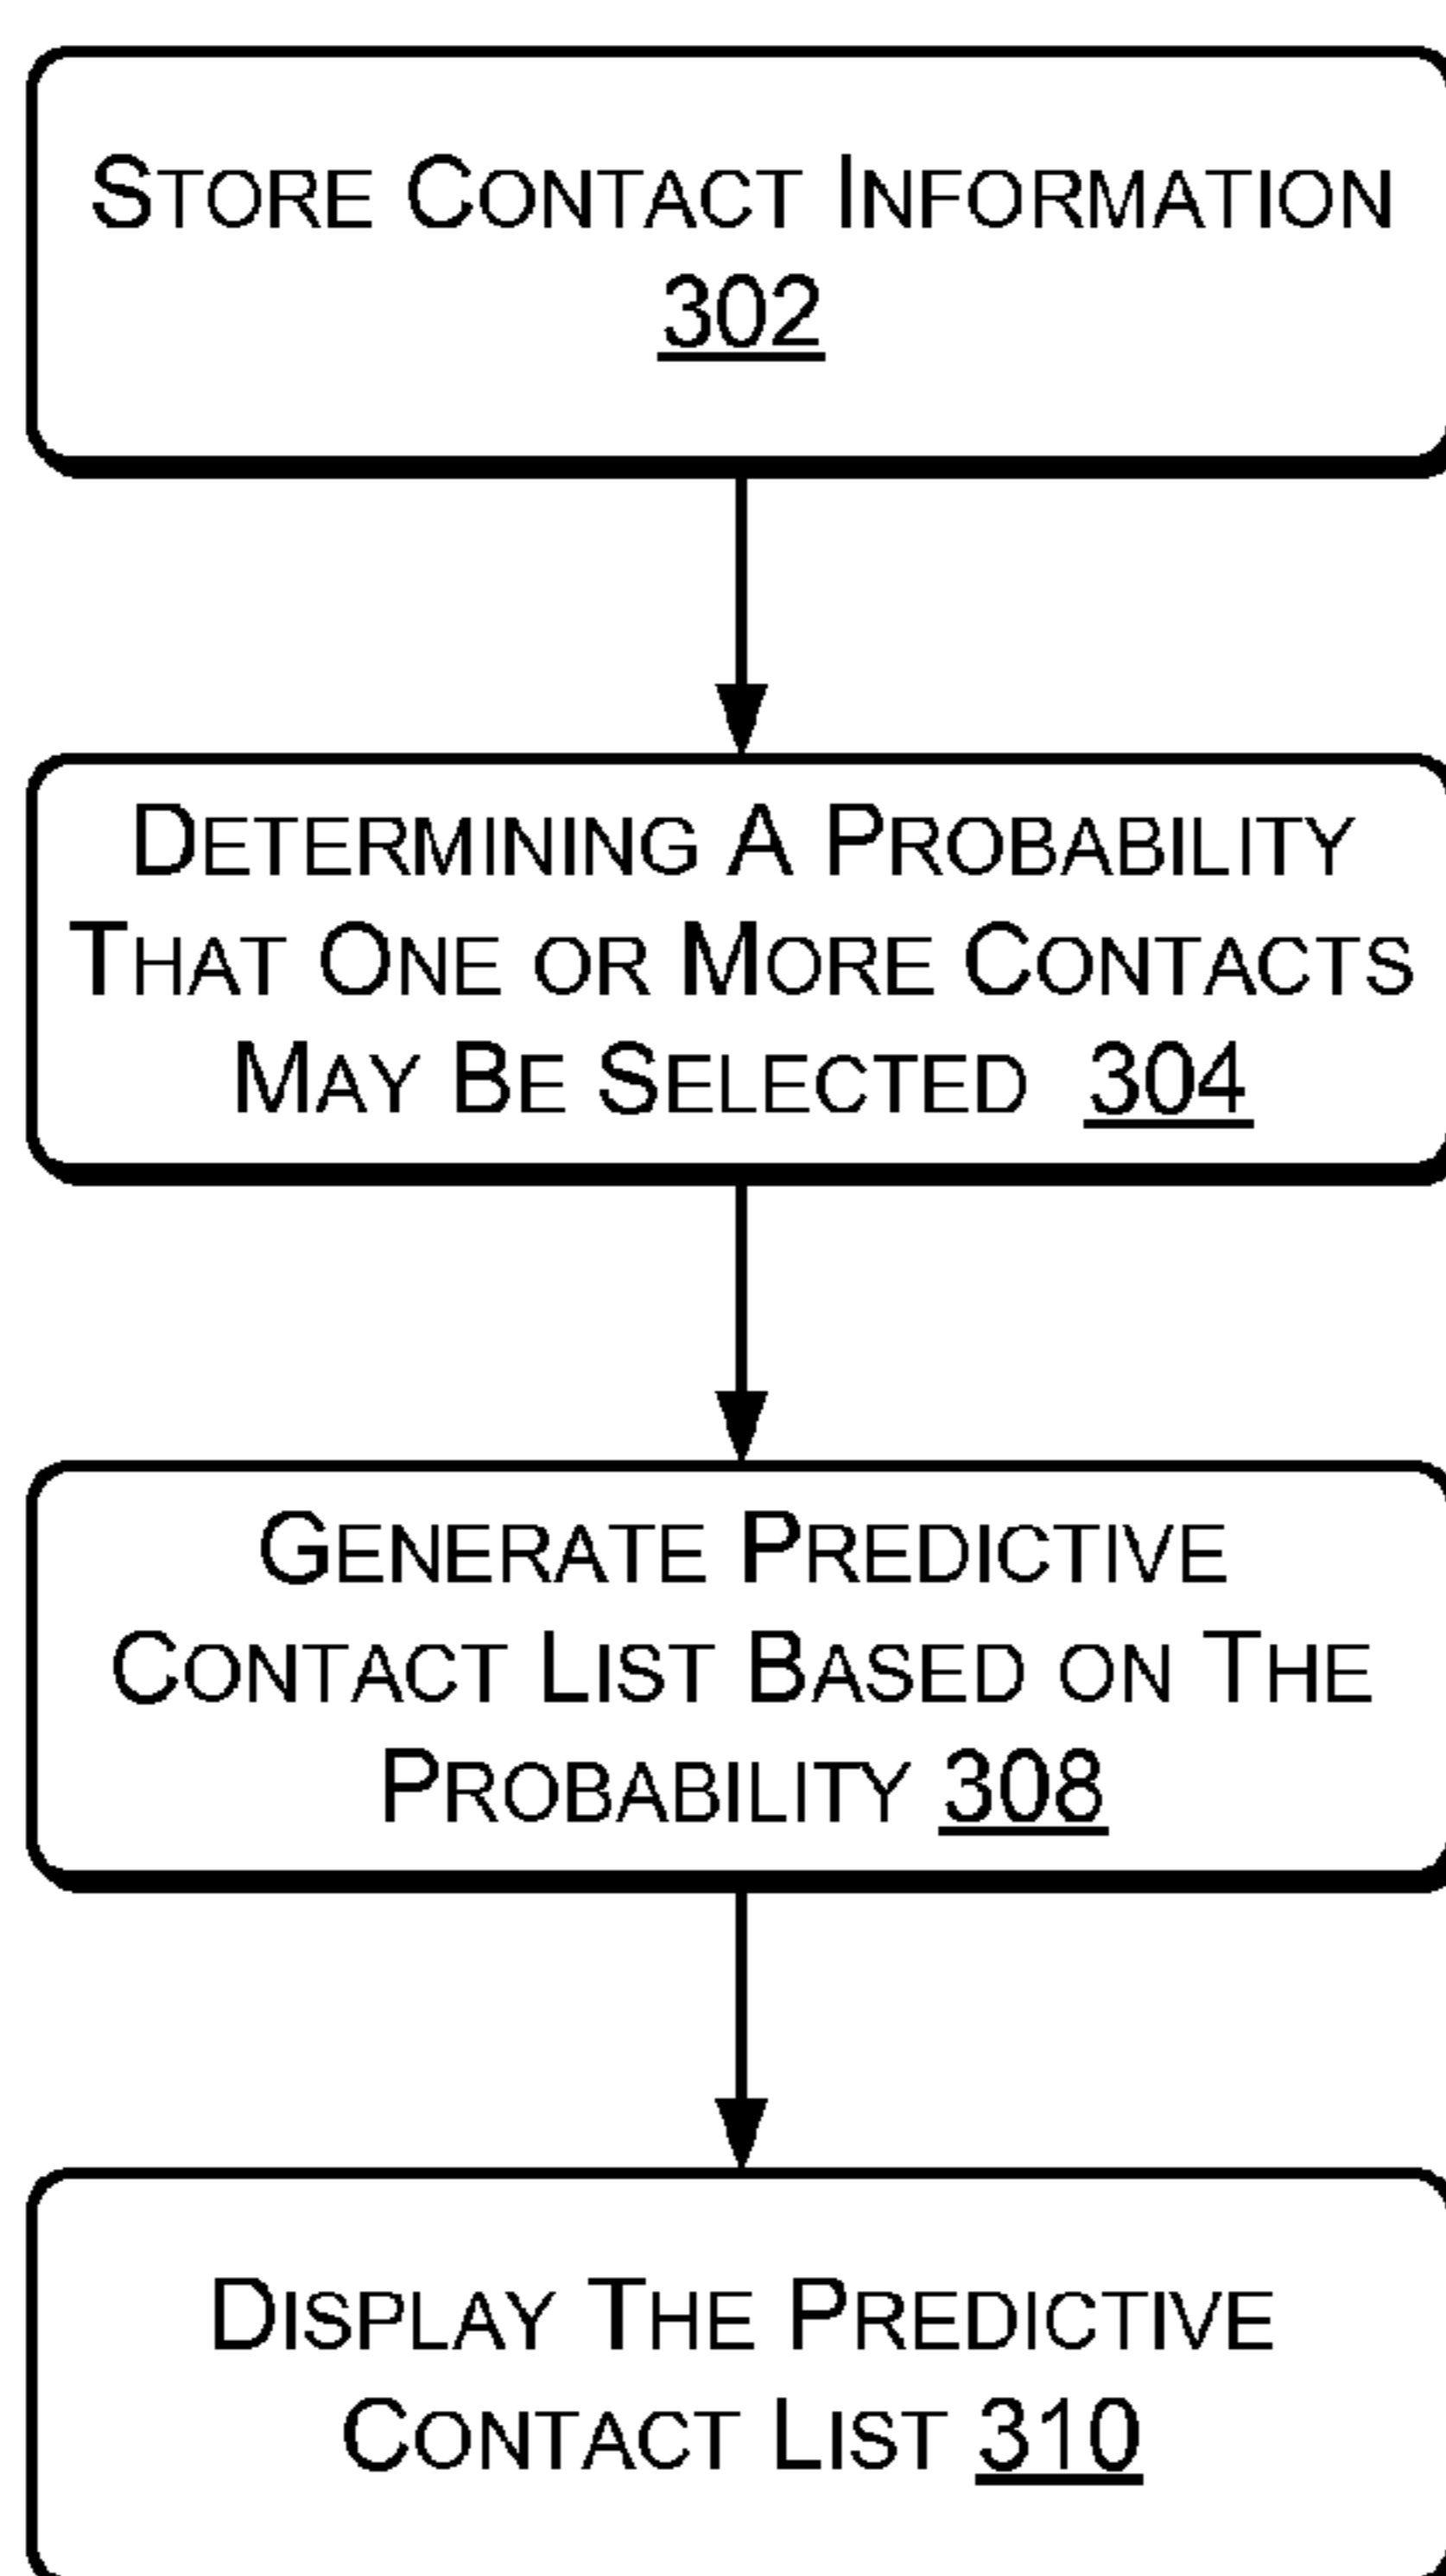 STORE CONTACT INFORMATION
302
DETERMINING A PROBABILITY
THAT ONE OR MORE CONTACTS
MAY BE SELECTED 304
GENERATE PREDICTIVE
CONTACT LIST BASED ON THE
PROBABILITY 308
DISPLAY THE PREDICTIVE
CONTACT LIST 310